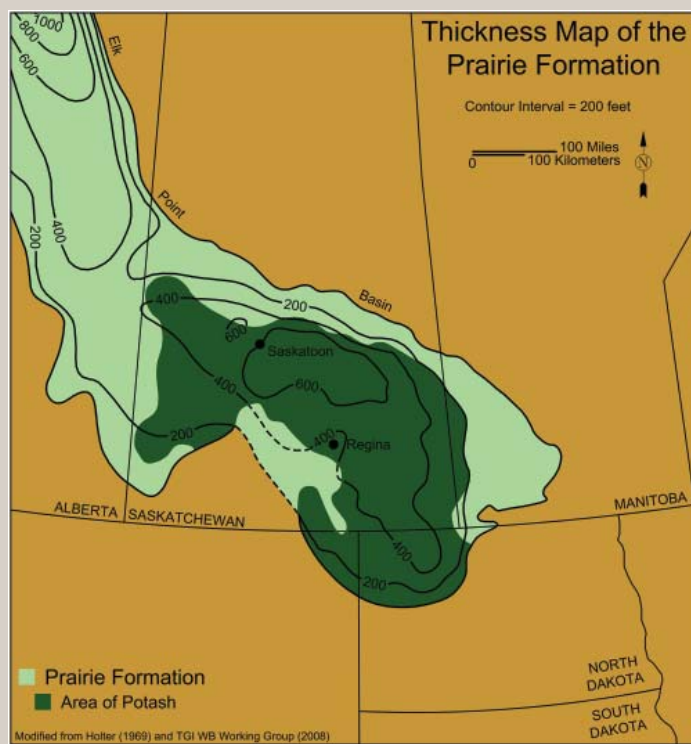 Thickness Map of the
Prairie Formation
Contour Interval = 200 feet
100 Miles
0
100 Kilometers
N
1000
800
600
Elk
Point
Basin
400
200
200
400
600
Saskatoon
600
400
400
Regina
200
ALBERTA
SASKATCHEWAN
MANITOBA
400
200
NORTH
DAKOTA
SOUTH
DAKOTA
Prairie Formation
Area of Potash
Modified from Holter (1969) and TGI WB Working Group (2008)